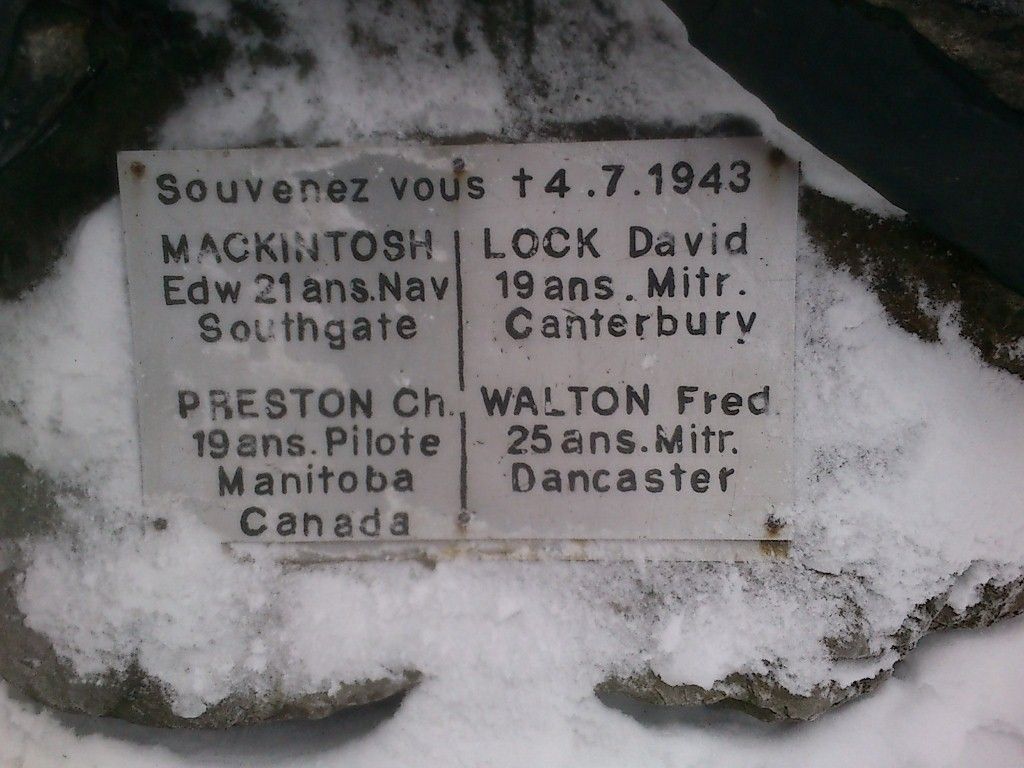 Souvenez vous † 4.7.1943
MACKINTOSH
Edw 21 ans. Nav
Southgate
LOCK David
19 ans. Mitr.
Canterbury
PRESTON Ch.
19 ans. Pilote
Manitoba
Canada
WALTON Fred
25 ans. Mitr.
Dancaster